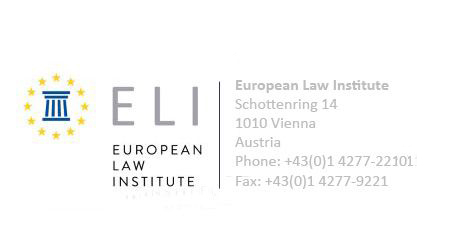 ELI
EUROPEAN
LAW
INSTITUTE
European Law Institute
Schottenring 14
1010 Vienna
Austria
Phone: +43(0)1 4277-22101
Fax: +43(0)1 4277-9221